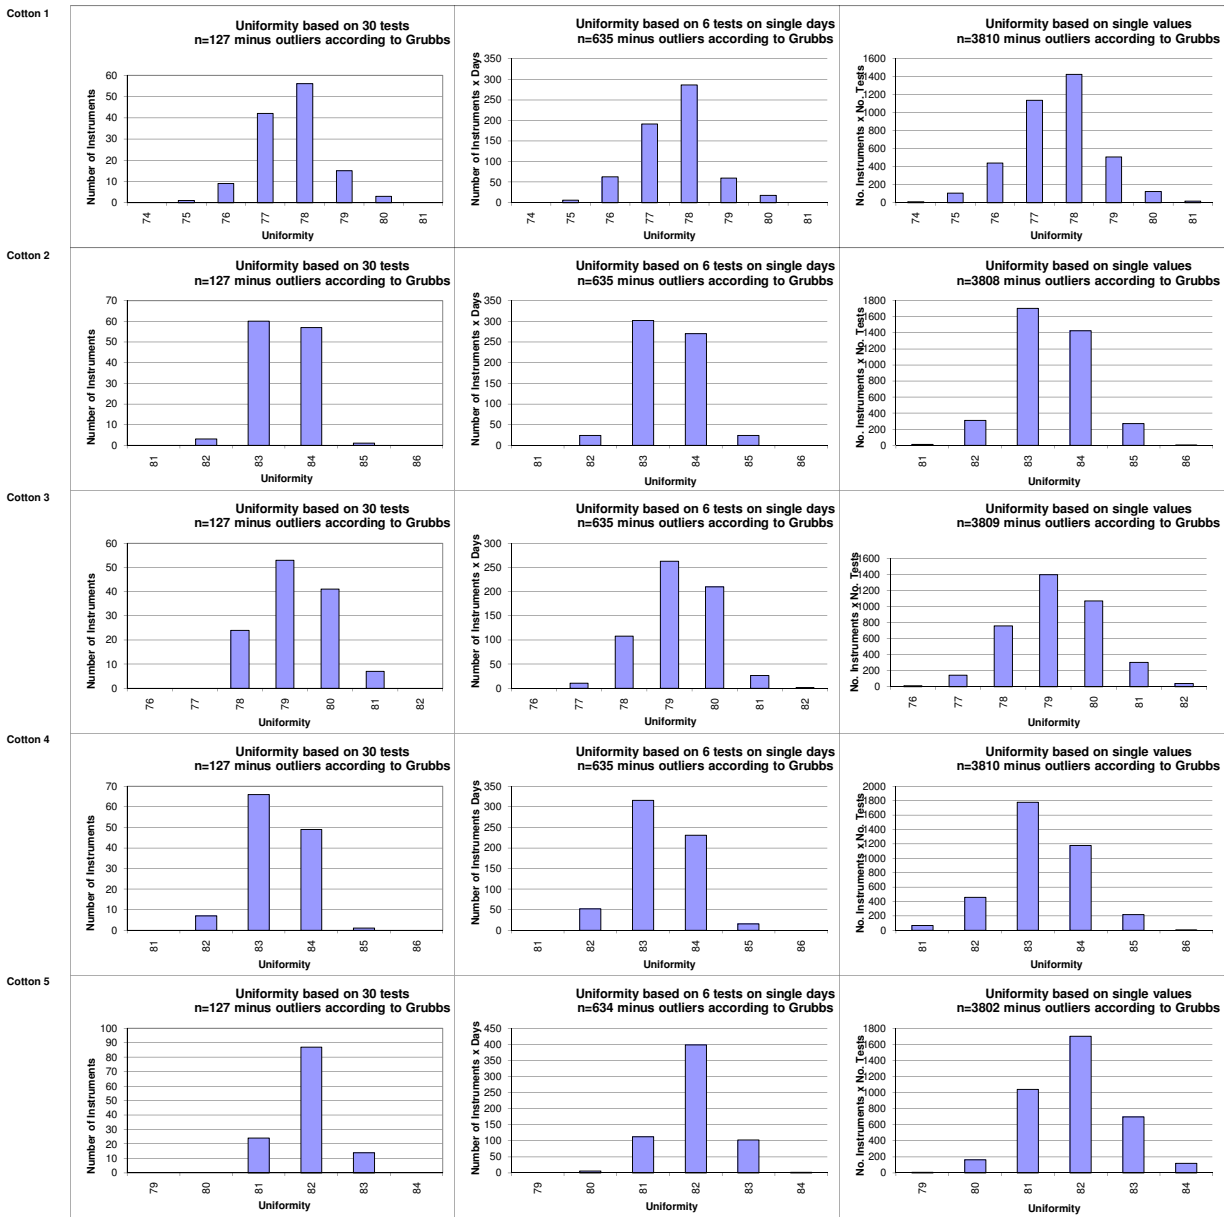 Cotton 1
Uniformity based on 30 tests
n=127 minus outliers according to Grubbs
Number of Instruments
60
50
40
30
20
10
0
74 75 76 77 78 79 80 81
Uniformity
Uniformity based on 6 tests on single days
n=635 minus outliers according to Grubbs
Number of Instruments x Days
350
300
250
200
150
100
50
0
74 75 76 77 78 79 80 81
Uniformity
Uniformity based on single values
n=3810 minus outliers according to Grubbs
No. Instruments x No. Tests
1600
1400
1200
1000
800
600
400
200
0
74 75 76 77 78 79 80 81
Uniformity
Cotton 2
Uniformity based on 30 tests
n=127 minus outliers according to Grubbs
Number of Instruments
70
60
50
40
30
20
10
0
81 82 83 84 85 86
Uniformity
Uniformity based on 6 tests on single days
n=635 minus outliers according to Grubbs
Number of Instruments x Days
350
300
250
200
150
100
50
0
81 82 83 84 85 86
Uniformity
Uniformity based on single values
n=3808 minus outliers according to Grubbs
No. Instruments x No. Tests
1800
1600
1400
1200
1000
800
600
400
200
0
81 82 83 84 85 86
Uniformity
Cotton 3
Uniformity based on 30 tests
n=127 minus outliers according to Grubbs
Number of Instruments
60
50
40
30
20
10
0
76 77 78 79 80 81 82
Uniformity
Uniformity based on 6 tests on single days
n=635 minus outliers according to Grubbs
Number of Instruments x Days
300
250
200
150
100
50
0
76 77 78 79 80 81 82
Uniformity
Uniformity based on single values
n=3809 minus outliers according to Grubbs
No. Instruments x No. Tests
1600
1400
1200
1000
800
600
400
200
0
76 77 78 79 80 81 82
Uniformity
Cotton 4
Uniformity based on 30 tests
n=127 minus outliers according to Grubbs
Number of Instruments
70
60
50
40
30
20
10
0
81 82 83 84 85 86
Uniformity
Uniformity based on 6 tests on single days
n=635 minus outliers according to Grubbs
Number of Instruments Days
350
300
250
200
150
100
50
0
81 82 83 84 85 86
Uniformity
Uniformity based on single values
n=3810 minus outliers according to Grubbs
No. Instruments x No. Tests
2000
1800
1600
1400
1200
1000
800
600
400
200
0
81 82 83 84 85 86
Uniformity
Cotton 5
Uniformity based on 30 tests
n=127 minus outliers according to Grubbs
Number of Instruments
100
90
80
70
60
50
40
30
20
10
0
79 80 81 82 83 84
Uniformity
Uniformity based on 6 tests on single days
n=634 minus outliers according to Grubbs
Number of Instruments x Days
450
400
350
300
250
200
150
100
50
0
79 80 81 82 83 84
Uniformity
Uniformity based on single values
n=3802 minus outliers according to Grubbs
No. Instruments x No. Tests
1800
1600
1400
1200
1000
800
600
400
200
0
79 80 81 82 83 84
Uniformity